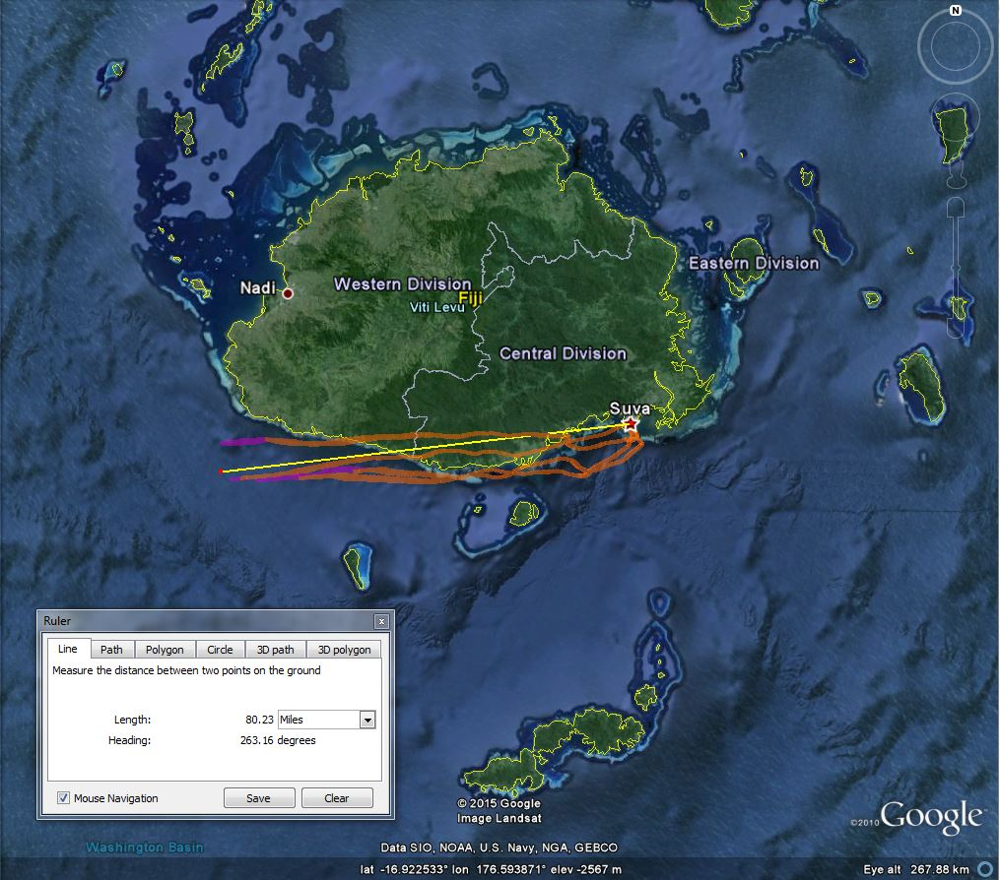 N
Eastern Division
Nadi
Western Division
Fiji
Viti Levu
Central Division
Suva
Ruler
x
Line Path Polygon Circle 3D path 3D polygon
Measure the distance between two points on the ground
Length: 80.23 Miles
Heading: 263.16 degrees
Mouse Navigation Save Clear
© 2015 Google
Image Landsat
©2010 Google
Washington Basin
Data SIO, NOAA, U.S. Navy, NGA, GEBCO
lat -16.922533° lon 176.593871° elev -2567 m
Eye alt 267.88 km